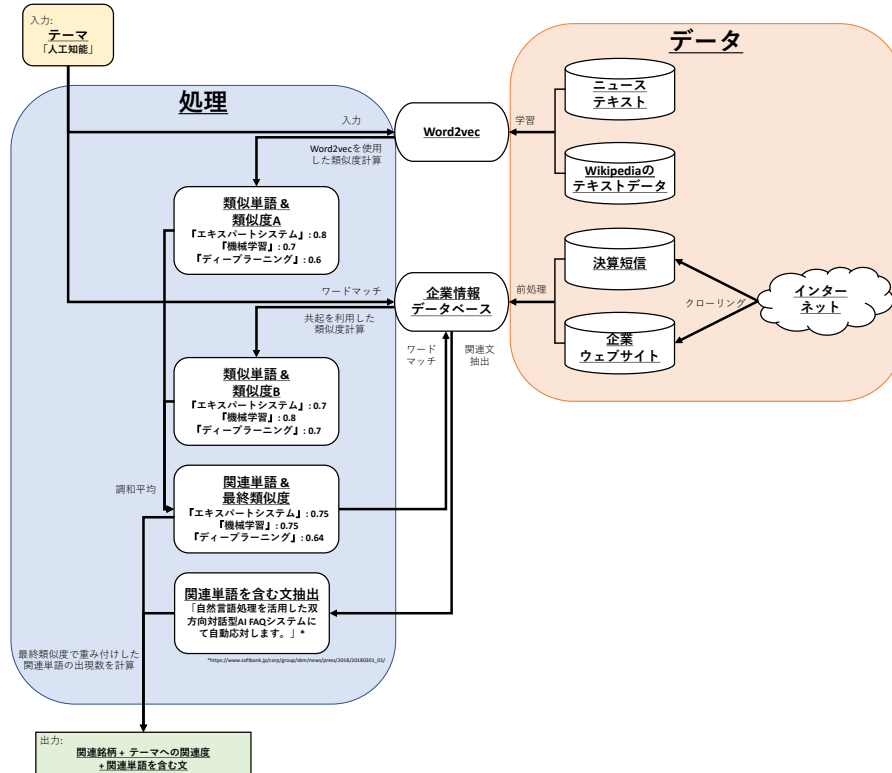 入力:
テーマ
「人工知能」
データ
処理
ニュース
テキスト
入力
Word2vec
学習
Word2vecを使用
した類似度計算
Wikipediaの
テキストデータ
類似単語 &
類似度A
『エキスパートシステム』: 0.8
『機械学習』: 0.7
『ディープラーニング』: 0.6
決算短信
ワードマッチ
企業情報
データベース
前処理
クローリング
インター
ネット
共起を利用した
類似度計算
企業
ウェブサイト
ワード
マッチ
関連文
抽出
類似単語 &
類似度B
『エキスパートシステム』: 0.7
『機械学習』: 0.8
『ディープラーニング』: 0.7
調和平均
関連単語 &
最終類似度
『エキスパートシステム』: 0.75
『機械学習』: 0.75
『ディープラーニング』: 0.64
関連単語を含む文抽出
「自然言語処理を活用した双
方向対話型AI FAQシステムに
て自動応対します。」*
最終類似度で重み付けした
関連単語の出現数を計算
*https://www.softbank.jp/corp/group/sbm/news/press/2018/20180301_01/
出力:
関連銘柄 + テーマへの関連度
+ 関連単語を含む文